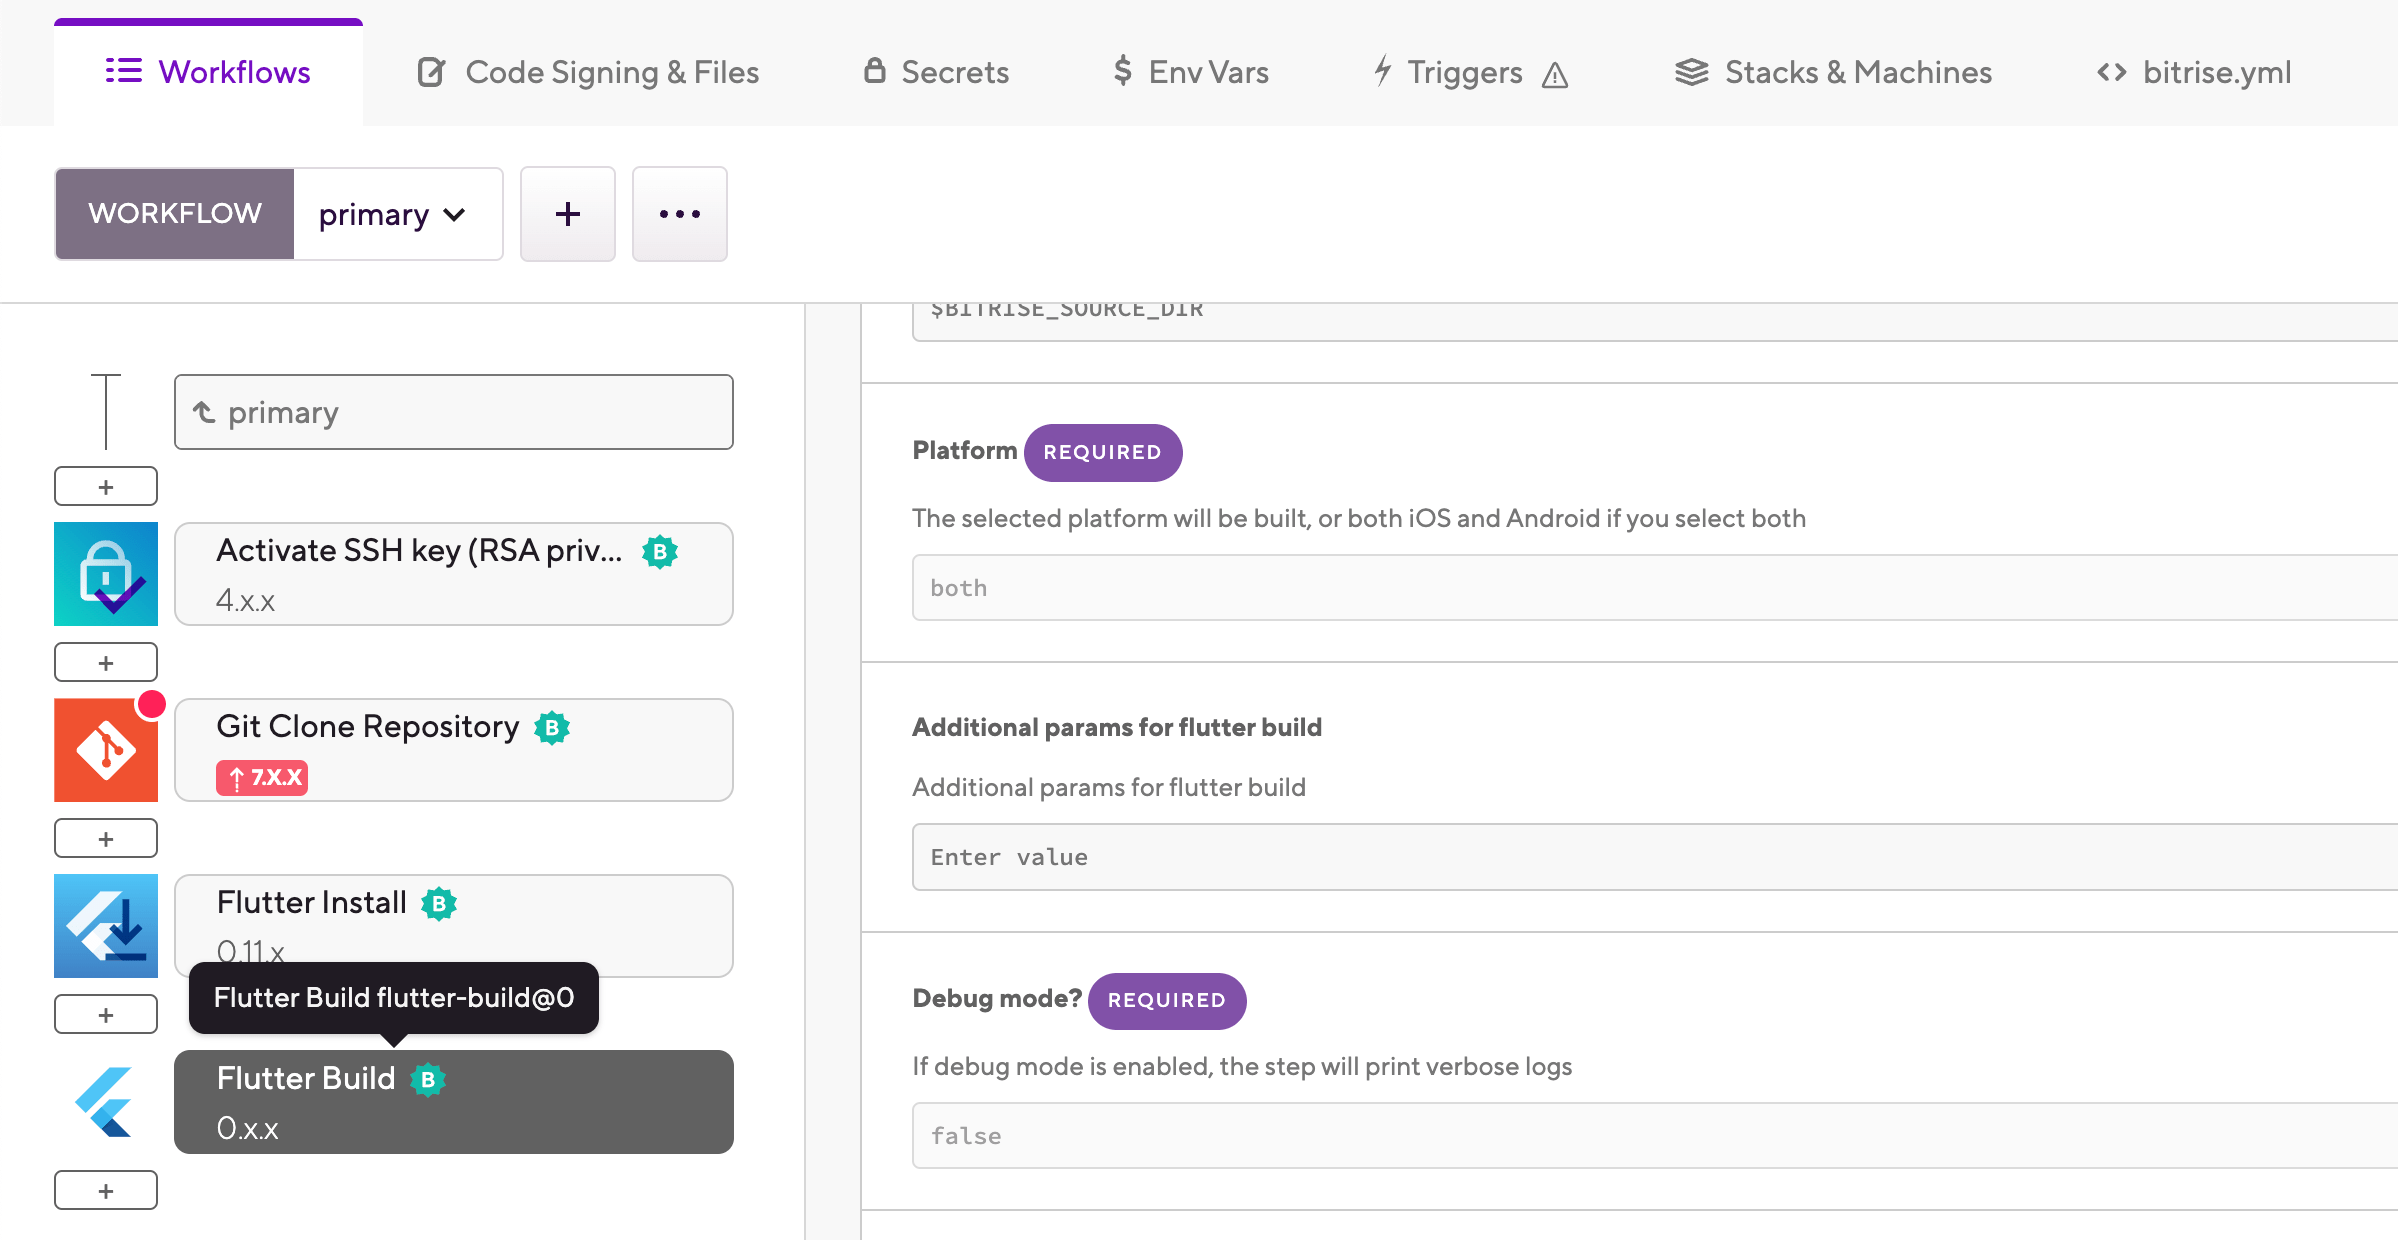 Workflows
Code Signing & Files
Secrets
$ Env Vars
Triggers
Stacks & Machines
<> bitrise.yml
WORKFLOW
primary
+
...
$BITRISE_SOURCE_DIR
primary
+
Platform REQUIRED
The selected platform will be built, or both iOS and Android if you select both
both
Activate SSH key (RSA priv... B
4.x.x
+
Git Clone Repository B
7.X.X
+
Additional params for flutter build
Additional params for flutter build
Enter value
Flutter Install B
0.11.x
Flutter Build flutter-build@0
+
Debug mode? REQUIRED
If debug mode is enabled, the step will print verbose logs
false
Flutter Build B
0.x.x
+